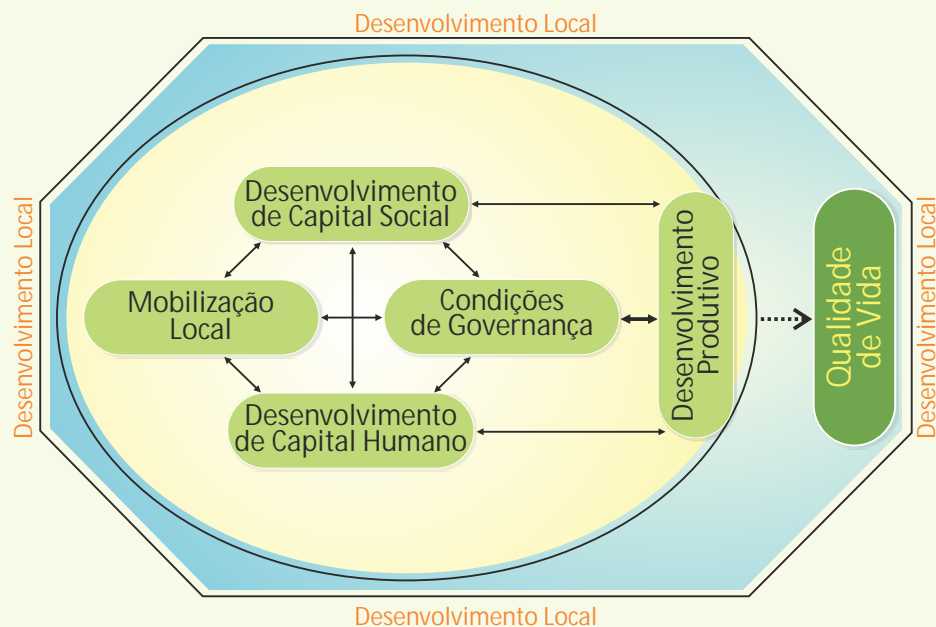 Desenvolvimento Local
Desenvolvimento Local
Desenvolvimento
de Capital Social
Mobilização
Local
Condições
de Governança
Desenvolvimento
de Capital Humano
Desenvolvimento
Produtivo
Qualidade
de Vida
Desenvolvimento Local
Desenvolvimento Local